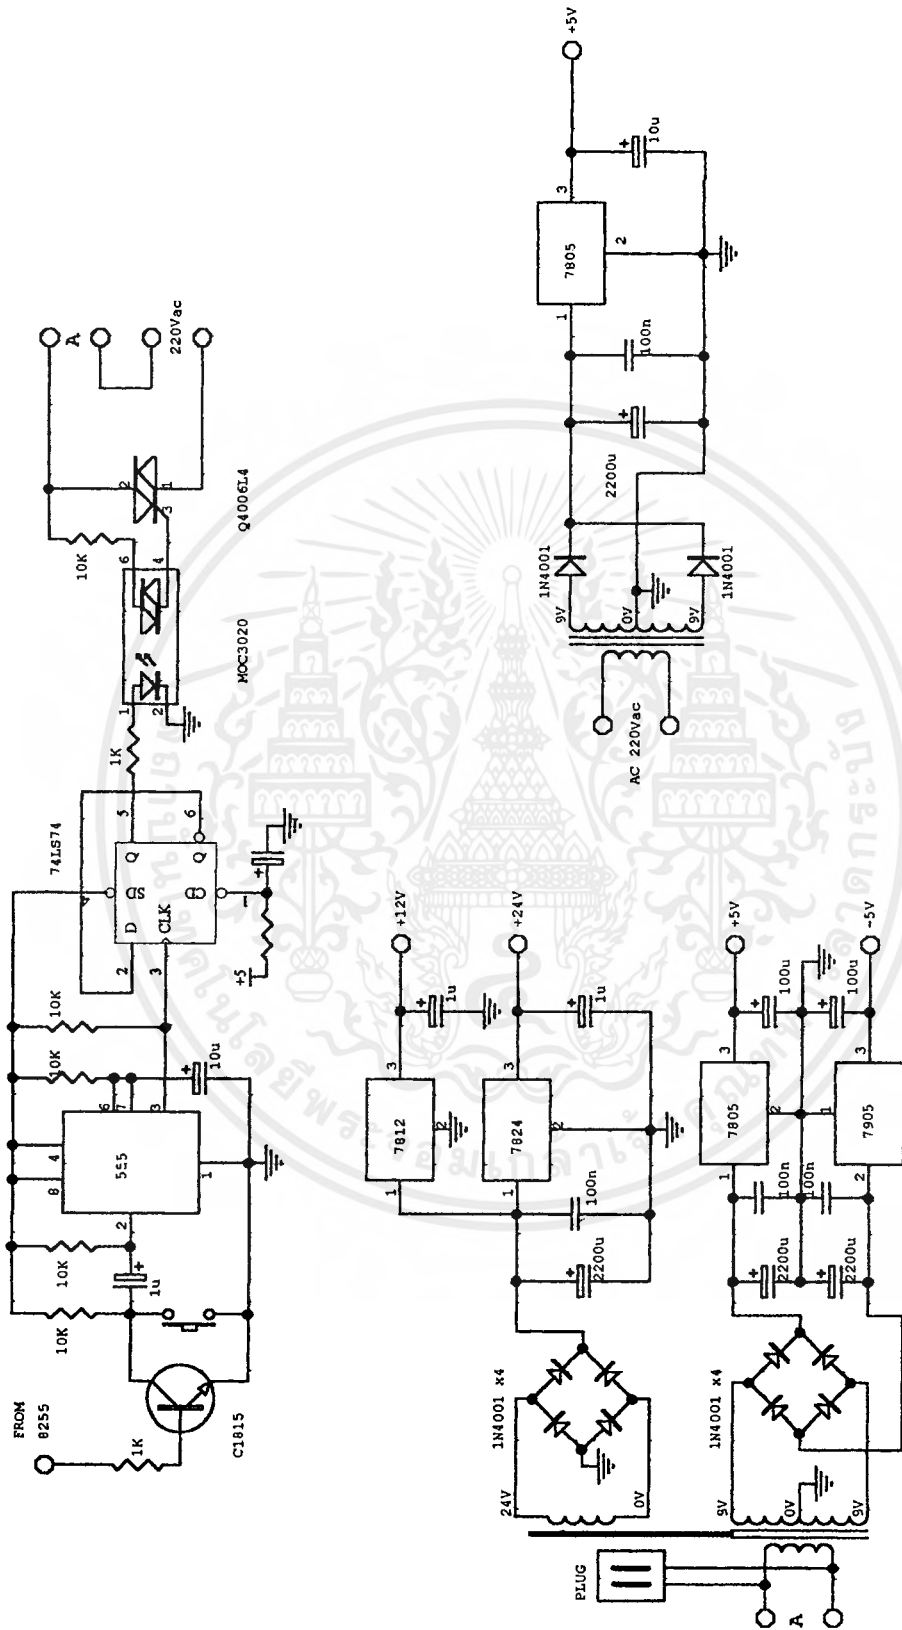 FROM
8255
1K
C1815
10K
10K
1u
+
2
8
4
555
1
6
7
3
10K
10K
10u
+
74LS74
2
D
3
CLK
SD
CD
Q
5
Q
6
1
+5
+
1K
1
2
MOC3020
6
4
10K
2
3
1
Q4006L4
A
220Vac
AC 220Vac
9V
0V
9V
1N4001
1N4001
2200u
+
100n
1
7805
3
2
10u
+
+5V
PLUG
A
24V
0V
1N4001 x4
2200u
+
100n
1
7812
3
2
1u
+
+12V
1
7824
3
2
1u
+
+24V
9V
0V
9V
1N4001 x4
2200u
+
2200u
+
100n
100n
1
7805
3
2
2
7905
3
1
100u
+
100u
+
+5V
-5V